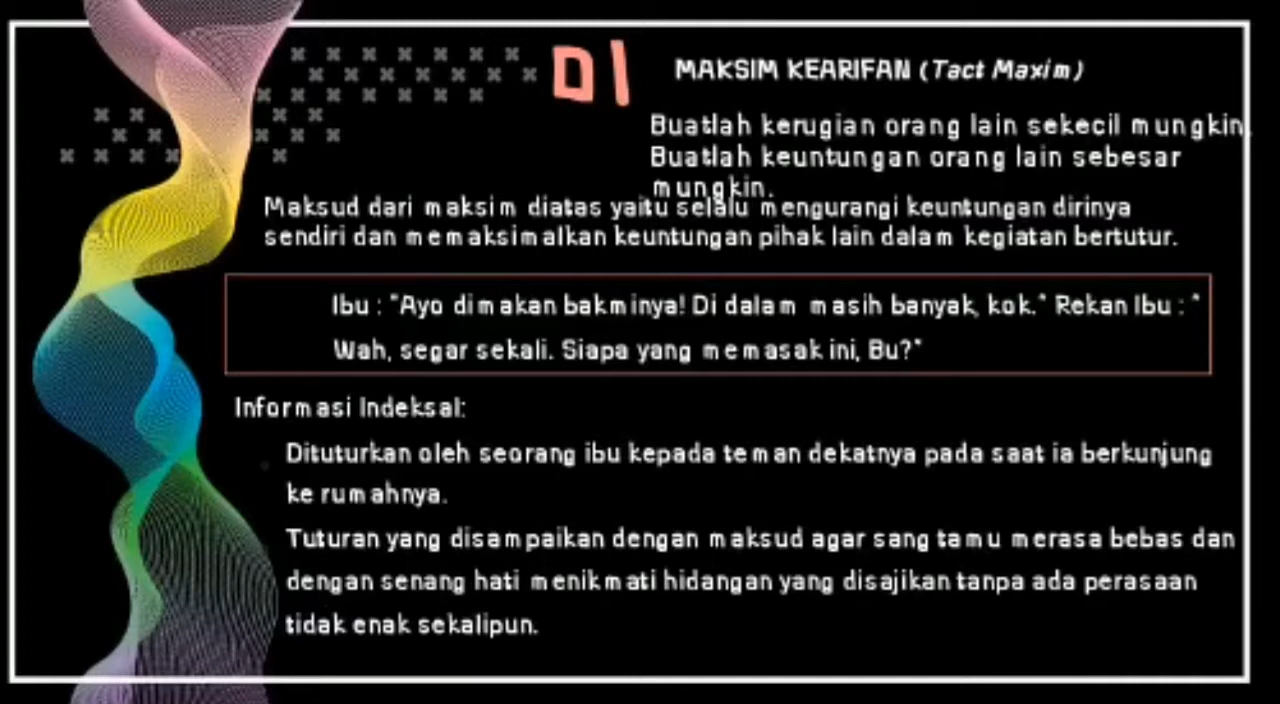 01
MAKSIM KEARIFAN (Tact Maxim)
Buatlah kerugian orang lain sekecil mungkin.
Buatlah keuntungan orang lain sebesar
mungkin.
Maksud dari maksim diatas yaitu selalu mengurangi keuntungan dirinya
sendiri dan memaksimalkan keuntungan pihak lain dalam kegiatan bertutur.
Ibu : "Ayo dimakan bakminya! Di dalam masih banyak, kok." Rekan Ibu : "
Wah, segar sekali. Siapa yang memasak ini, Bu?"
Informasi Indeksal:
Dituturkan oleh seorang ibu kepada teman dekatnya pada saat ia berkunjung
ke rumahnya.
Tuturan yang disampaikan dengan maksud agar sang tamu merasa bebas dan
dengan senang hati menikmati hidangan yang disajikan tanpa ada perasaan
tidak enak sekalipun.